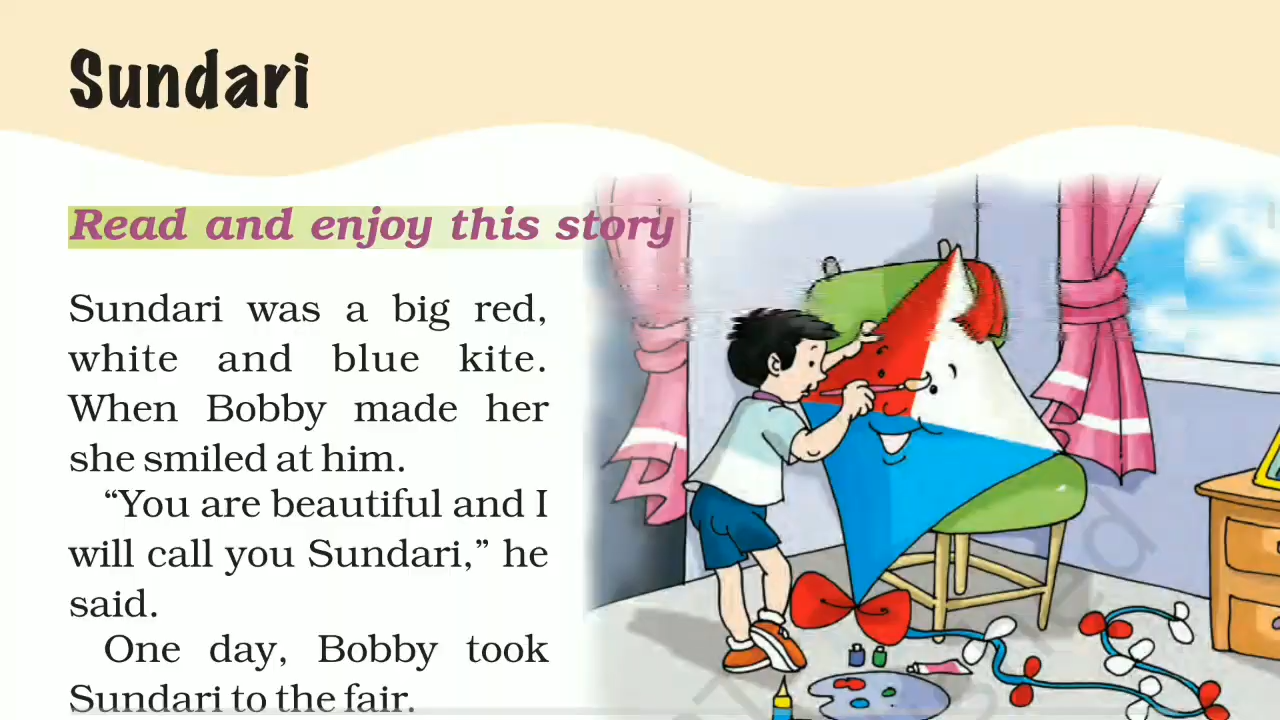 Sundari
Read and enjoy this story
Sundari was a big red,
white and blue kite.
When Bobby made her
she smiled at him.
“You are beautiful and I
will call you Sundari,” he
said.
One day, Bobby took
Sundari to the fair.